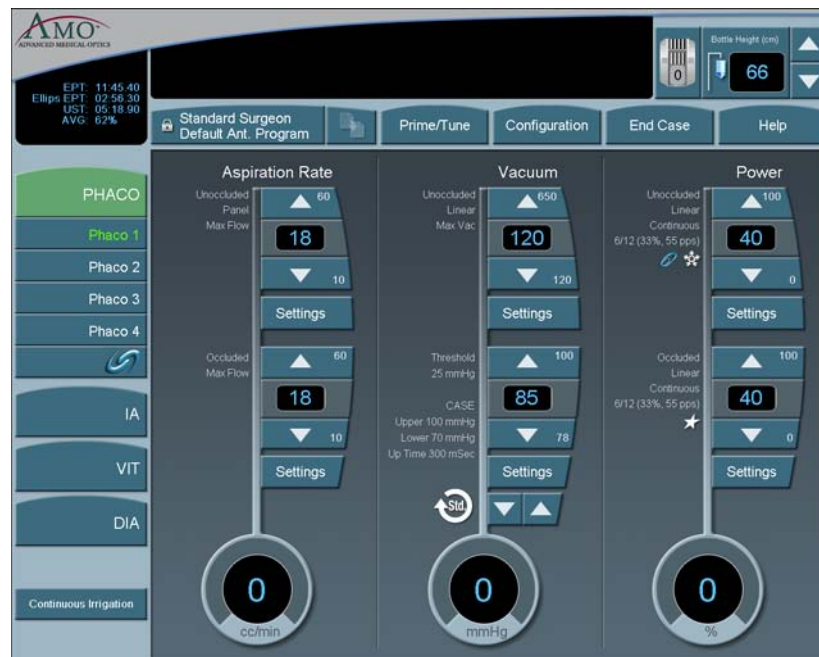 AMO
ADVANCED MEDICAL OPTICS
EPT: 11:45.40
Ellips EPT: 02:56.30
UST: 05:18.90
AVG: 62%
0
Bottle Height (cm)
66
Standard Surgeon
Default Ant. Program
Prime/Tune
Configuration
End Case
Help
PHACO
Phaco 1
Phaco 2
Phaco 3
Phaco 4
IA
VIT
DIA
Continuous Irrigation
Aspiration Rate
Unoccluded
Panel
Max Flow
60
18
10
Settings
Occluded
Max Flow
60
18
10
Settings
0
cc/min
Vacuum
Unoccluded
Linear
Max Vac
650
120
120
Settings
Threshold
25 mmHg
CASE
Upper 100 mmHg
Lower 70 mmHg
Up Time 300 mSec
100
85
78
Settings
Std.
0
mmHg
Power
Unoccluded
Linear
Continuous
6/12 (33%, 55 pps)
100
40
0
Settings
Occluded
Linear
Continuous
6/12 (33%, 55 pps)
100
40
0
Settings
0
%